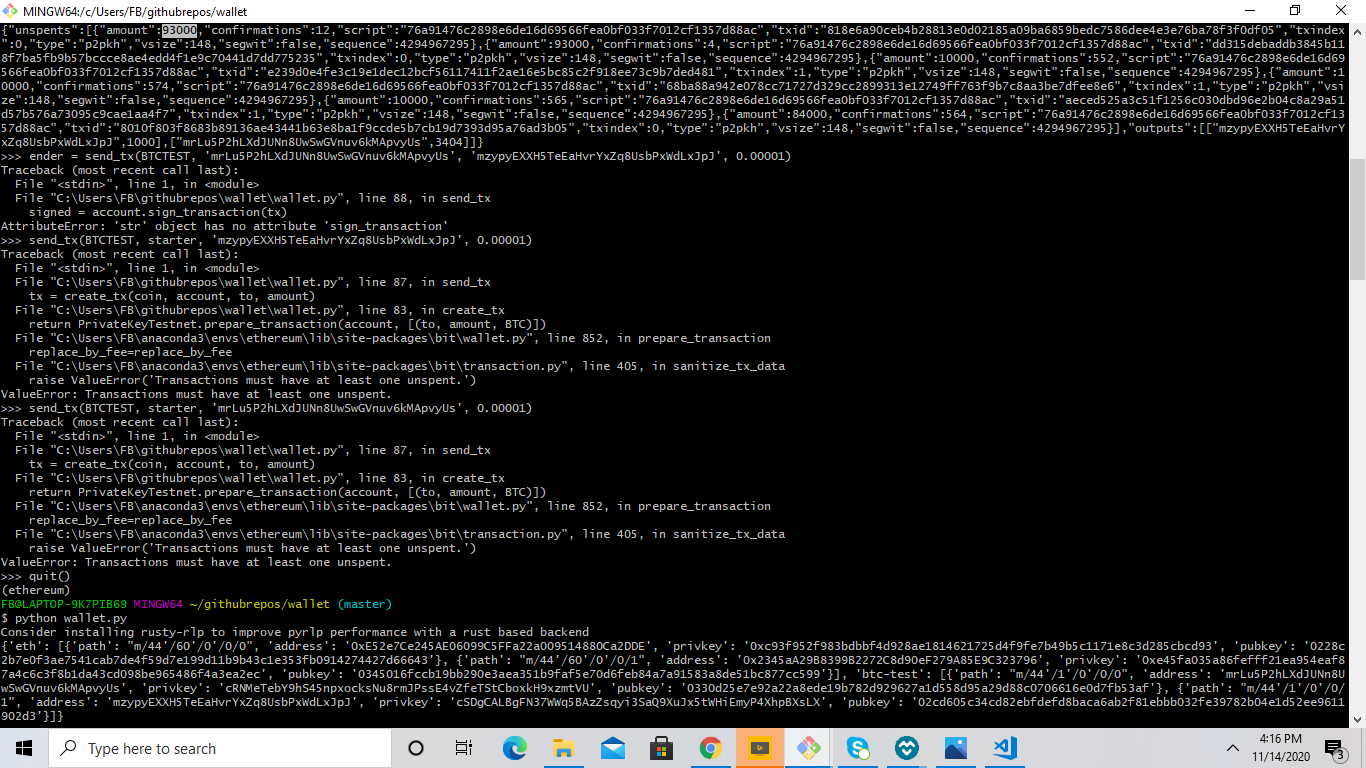 MINGW64:/c/Users/FB/githubrepos/wallet
{"unspents":[{"amount":93000,"confirmations":12,"script":"76a91476c2898e6de16d69566fea0bf033f7012cf1357d88ac","txid":"818e6a90ceb4b28813e0d02185a09ba6859bedc7586dee4e3e76ba78f3f0df05","txindex
":0,"type":"p2pkh","vsize":148,"segwit":false,"sequence":4294967295},{"amount":93000,"confirmations":4,"script":"76a91476c2898e6de16d69566fea0bf033f7012cf1357d88ac","txid":"dd315debaddb3845b11
8f7ba5fb9b57bccce8ae4edd4f1e9c70441d7dd775235","txindex":0,"type":"p2pkh","vsize":148,"segwit":false,"sequence":4294967295},{"amount":10000,"confirmations":552,"script":"76a91476c2898e6de16d69
566fea0bf033f7012cf1357d88ac","txid":"e239d0e4fe3c19e1dec12bcf56117411f2ae16e5bc85c2f918ee73c9b7ded481","txindex":1,"type":"p2pkh","vsize":148,"segwit":false,"sequence":4294967295},{"amount":1
0000,"confirmations":574,"script":"76a91476c2898e6de16d69566fea0bf033f7012cf1357d88ac","txid":"68ba88a942e078cc71727d329cc2899313e12749ff763f9b7c8aa3be7dfee8e6","txindex":1,"type":"p2pkh","vsi
ze":148,"segwit":false,"sequence":4294967295},{"amount":10000,"confirmations":565,"script":"76a91476c2898e6de16d69566fea0bf033f7012cf1357d88ac","txid":"aeced525a3c51f1256c030dbd96e2b04c8a29a51
d57b576a73095c9cae1aa4f7","txindex":1,"type":"p2pkh","vsize":148,"segwit":false,"sequence":4294967295},{"amount":84000,"confirmations":564,"script":"76a91476c2898e6de16d69566fea0bf033f7012cf13
57d88ac","txid":"8010f803f8683b89136ae43441b63e8ba1f9ccde5b7cb19d7393d95a76ad3b05","txindex":0,"type":"p2pkh","vsize":148,"segwit":false,"sequence":4294967295}],"outputs":[["mzypyEXXH5TeEaHvrY
xZq8UsbPxWdLxJpJ",1000],["mrLu5P2hLXdJUNn8UwSwGVnuv6kMApvyUs",3404]]}
>>> ender = send_tx(BTCTEST, 'mrLu5P2hLXdJUNn8UwSwGVnuv6kMApvyUs', 'mzypyEXXH5TeEaHvrYxZq8UsbPxWdLxJpJ', 0.00001)
Traceback (most recent call last):
File "<stdin>", line 1, in <module>
File "C:\Users\FB\githubrepos\wallet\wallet.py", line 88, in send_tx
signed = account.sign_transaction(tx)
AttributeError: 'str' object has no attribute 'sign_transaction'
>>> send_tx(BTCTEST, starter, 'mzypyEXXH5TeEaHvrYxZq8UsbPxWdLxJpJ', 0.00001)
Traceback (most recent call last):
File "<stdin>", line 1, in <module>
File "C:\Users\FB\githubrepos\wallet\wallet.py", line 87, in send_tx
tx = create_tx(coin, account, to, amount)
File "C:\Users\FB\githubrepos\wallet\wallet.py", line 83, in create_tx
return PrivateKeyTestnet.prepare_transaction(account, [(to, amount, BTC)])
File "C:\Users\FB\anaconda3\envs\ethereum\lib\site-packages\bit\wallet.py", line 852, in prepare_transaction
replace_by_fee=replace_by_fee
File "C:\Users\FB\anaconda3\envs\ethereum\lib\site-packages\bit\transaction.py", line 405, in sanitize_tx_data
raise ValueError('Transactions must have at least one unspent.')
ValueError: Transactions must have at least one unspent.
>>> send_tx(BTCTEST, starter, 'mrLu5P2hLXdJUNn8UwSwGVnuv6kMApvyUs', 0.00001)
Traceback (most recent call last):
File "<stdin>", line 1, in <module>
File "C:\Users\FB\githubrepos\wallet\wallet.py", line 87, in send_tx
tx = create_tx(coin, account, to, amount)
File "C:\Users\FB\githubrepos\wallet\wallet.py", line 83, in create_tx
return PrivateKeyTestnet.prepare_transaction(account, [(to, amount, BTC)])
File "C:\Users\FB\anaconda3\envs\ethereum\lib\site-packages\bit\wallet.py", line 852, in prepare_transaction
replace_by_fee=replace_by_fee
File "C:\Users\FB\anaconda3\envs\ethereum\lib\site-packages\bit\transaction.py", line 405, in sanitize_tx_data
raise ValueError('Transactions must have at least one unspent.')
ValueError: Transactions must have at least one unspent.
>>> quit()
(ethereum)
FB@LAPTOP-9K7PIB69 MINGW64 ~/githubrepos/wallet (master)
$ python wallet.py
Consider installing rusty-rlp to improve pyrlp performance with a rust based backend
{'eth': [{'path': "m/44'/60'/0'/0/0", 'address': '0xE52e7Ce245AE06099C5FFa22a009514880Ca2DDE', 'privkey': '0xc93f952f983bdbbf4d928ae1814621725d4f9fe7b49b5c1171e8c3d285cbcd93', 'pubkey': '0228c
2b7e0f3ae7541cab7de4f59d7e199d11b9b43c1e353fb0914274427d66643'}, {'path': "m/44'/60'/0'/0/1", 'address': '0x2345aA29B8399B2272C8d90eF279A85E9C323796', 'privkey': '0xe45fa035a86fefff21ea954eaf8
7a4c6c3f8b1da43cd098be965486f4a3ea2ec', 'pubkey': '0345016fccb19bb290e3aea351b9faf5e70d6feb84a7a91583a8de51bc877cc599'}], 'btc-test': [{'path': "m/44'/1'/0'/0/0", 'address': 'mrLu5P2hLXdJUNn8U
wSwGVnuv6kMApvyUs', 'privkey': 'cRNMeTebY9hS45npxocksNu8rmJPssE4vZfeTStCboxkH9xzmtVU', 'pubkey': '0330d25e7e92a22a8ede19b782d929627a1d558d95a29d88c0706616e0d7fb53af'}, {'path': "m/44'/1'/0'/0/
1", 'address': 'mzypyEXXH5TeEaHvrYxZq8UsbPxWdLxJpJ', 'privkey': 'cSDgCALBgFN37WWq5BAzZsqyi3SaQ9XuJx5tWHiEmyP4XhpBXsLX', 'pubkey': '02cd605c34cd82ebfdefd8baca6ab2f81ebbb032fe39782b04e1d52ee9611
902d3'}]}
Type here to search
4:16 PM
11/14/2020
3